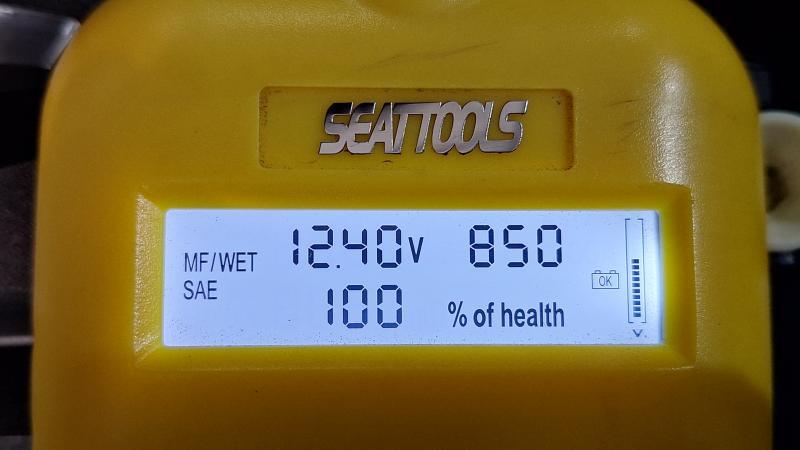 SEATTOOLS
MF/WET 12.40V 850
SAE 100 % of health
OK
V